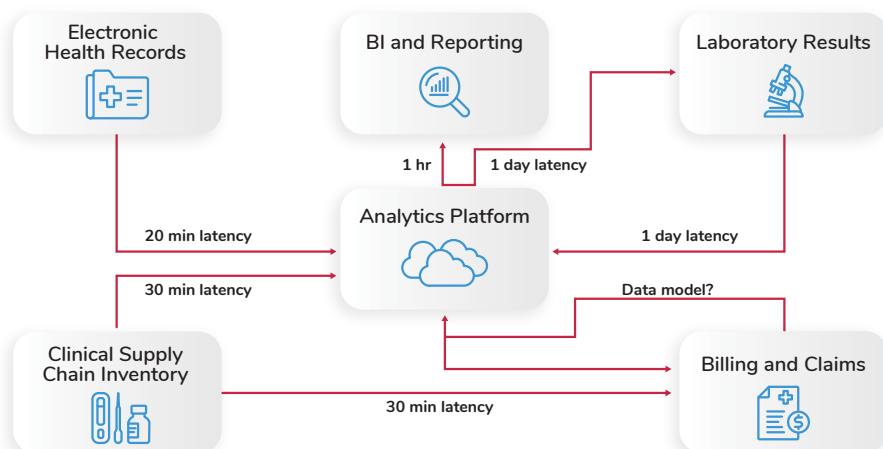 Electronic
Health Records
BI and Reporting
Laboratory Results
1 hr
1 day latency
Analytics Platform
20 min latency
1 day latency
30 min latency
Data model?
Clinical Supply
Chain Inventory
Billing and Claims
30 min latency